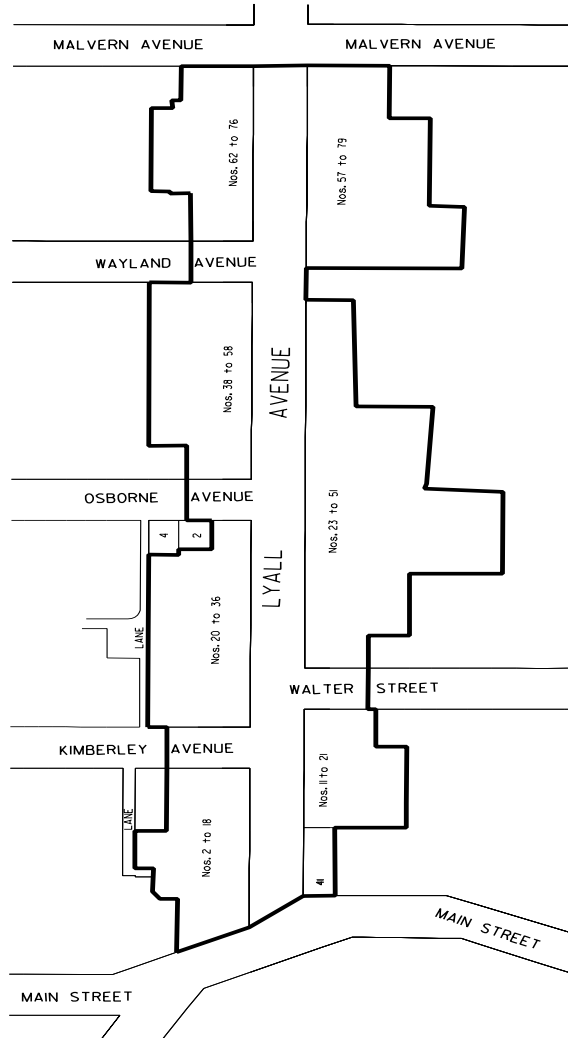 MALVERN AVENUE
MALVERN AVENUE
Nos. 62 to 76
Nos. 57 to 79
WAYLAND AVENUE
Nos. 38 to 58
AVENUE
OSBORNE AVENUE
Nos. 23 to 51
4
2
LYALL
LANE
Nos. 20 to 36
WALTER STREET
KIMBERLEY AVENUE
Nos. 11 to 21
LANE
Nos. 2 to 18
41
MAIN STREET
MAIN STREET